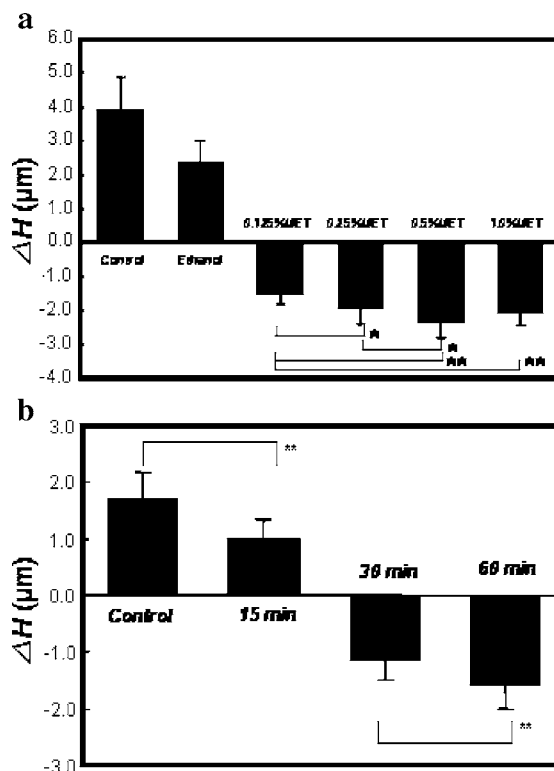 a
6.0
5.0
4.0
3.0
2.0
1.0
0.0
-1.0
-2.0
-3.0
-4.0
ΔH (μm)
Control
Ethanol
0.125%UET
0.25%UET
0.5%UET
1.0%UET
*
*
**
**
b
3.0
2.0
1.0
0.0
-1.0
-2.0
-3.0
ΔH (μm)
Control
15 min
30 min
60 min
**
**